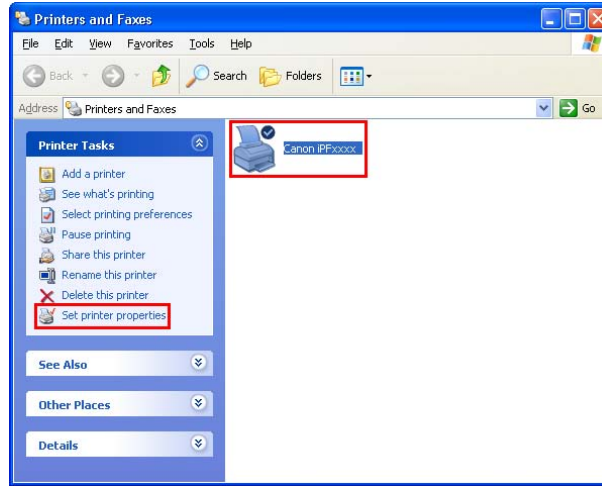 Printers and Faxes
File Edit View Favorites Tools Help
Back Search Folders
Address Printers and Faxes Go
Printer Tasks
Canon iPFxxxx
Add a printer
See what's printing
Select printing preferences
Pause printing
Share this printer
Rename this printer
Delete this printer
Set printer properties
See Also
Other Places
Details